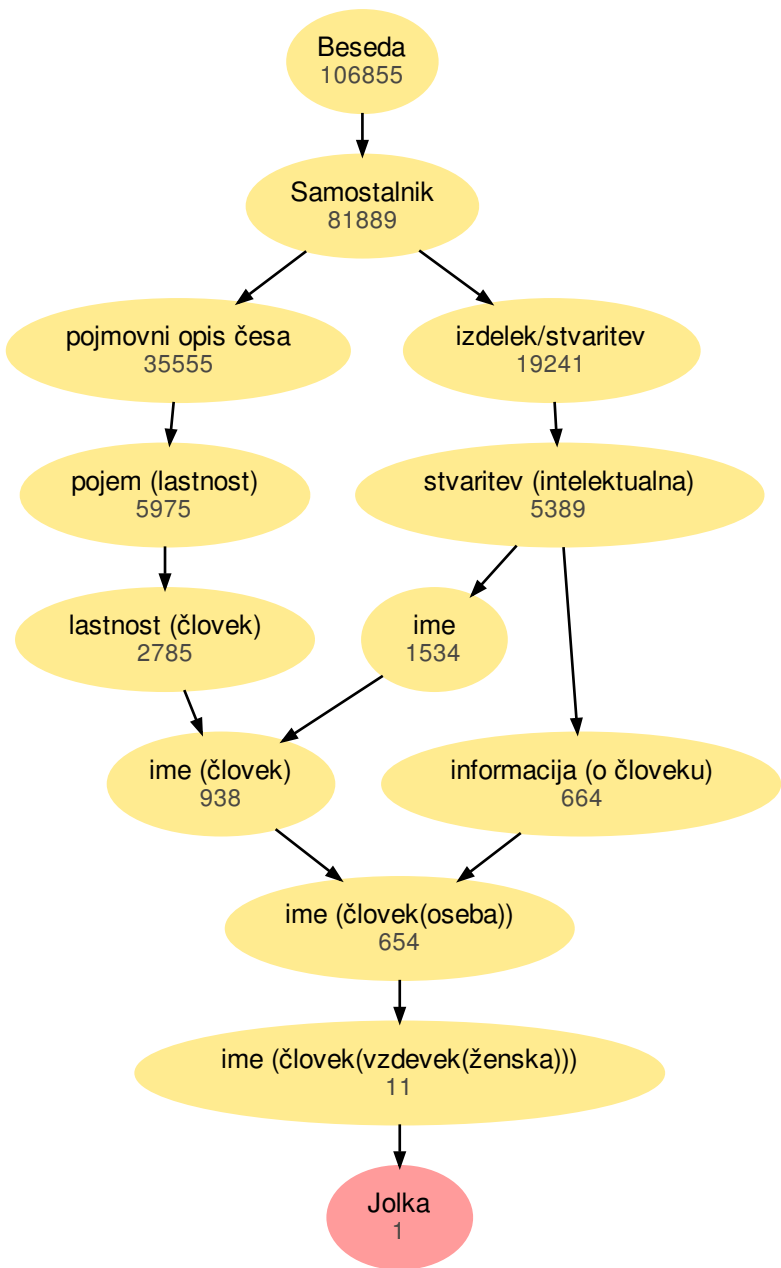 Beseda
106855
Samostalnik
81889
pojmovni opis česa
35555
izdelek/stvaritev
19241
pojem (lastnost)
5975
stvaritev (intelektualna)
5389
lastnost (človek)
2785
ime
1534
ime (človek)
938
informacija (o človeku)
664
ime (človek(oseba))
654
ime (človek(vzdevek(ženska)))
11
Jolka
1